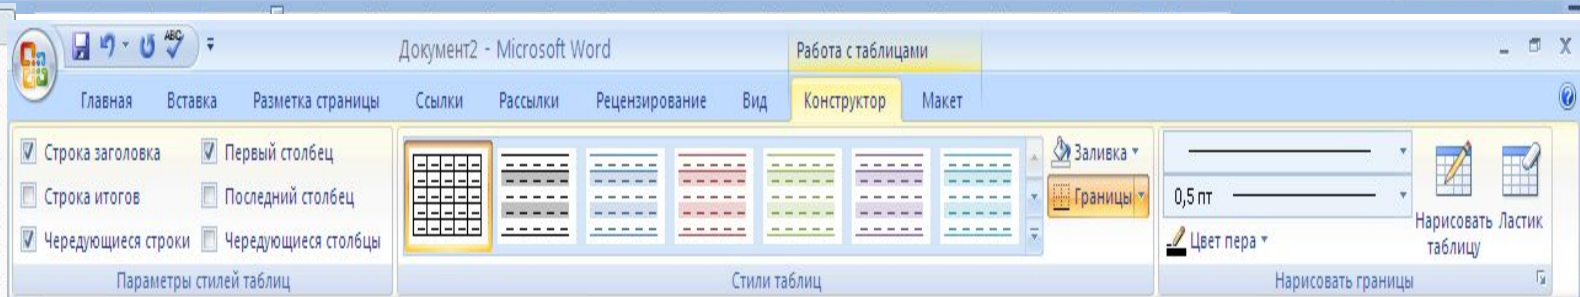 ABC
Документ2 - Microsoft Word
Работа с таблицами
Главная Вставка Разметка страницы Ссылки Рассылки Рецензирование Вид Конструктор Макет
Строка заголовка Первый столбец
Строка итогов Последний столбец
Чередующиеся строки Чередующиеся столбцы
Параметры стилей таблиц
Заливка
Границы
Стили таблиц
0,5 пт
Цвет пера
Нарисовать таблицу
Ластик
Нарисовать границы